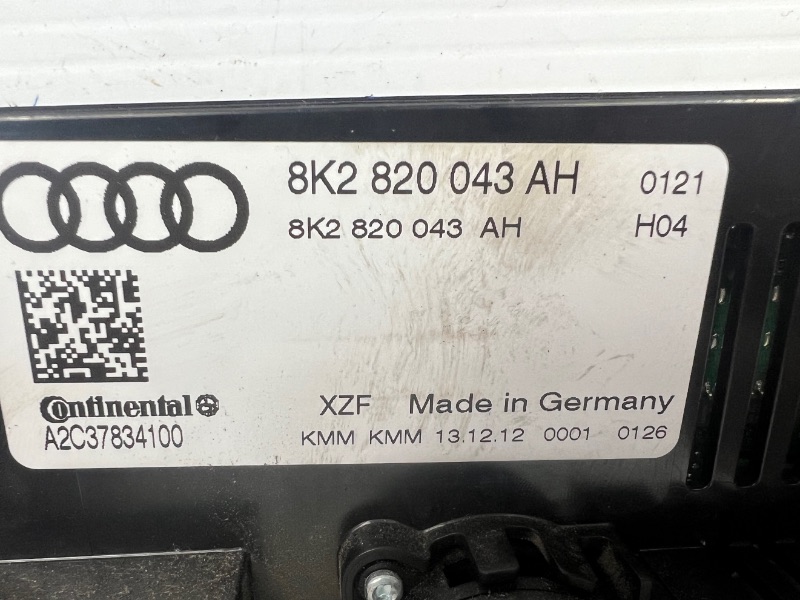 8K2 820 043 AH 0121
8K2 820 043 AH H04
Continental
XZF Made in Germany
A2C37834100
KMM KMM 13.12.12 0001 0126